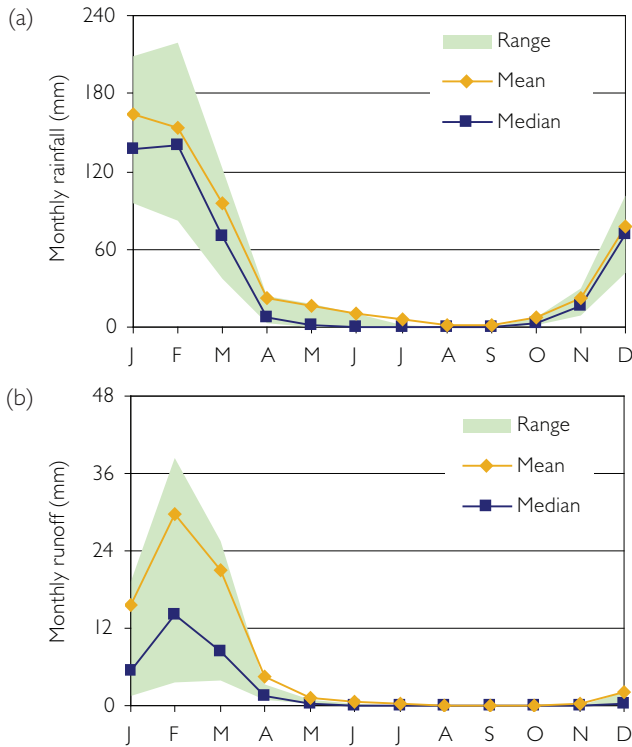 (a)
Monthly rainfall (mm)
240
180
120
60
0
Range
Mean
Median
J F M A M J J A S O N D
(b)
Monthly runoff (mm)
48
36
24
12
0
Range
Mean
Median
J F M A M J J A S O N D